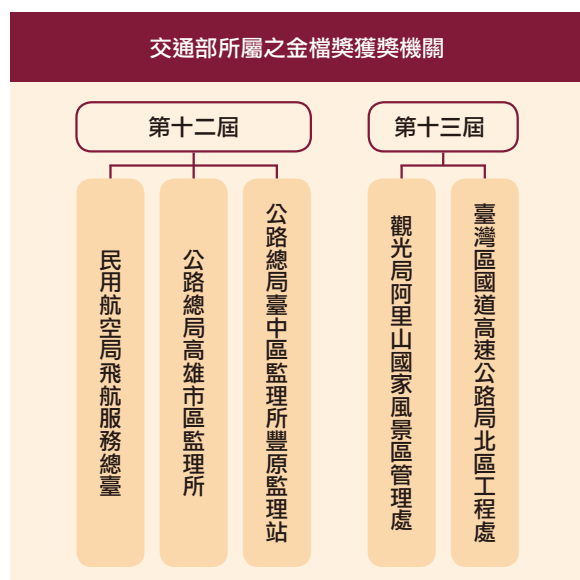 交通部所屬之金檔獎獲獎機關
第十二屆
民用航空局飛航服務總臺
公路總局高雄市區監理所
公路總局臺中區監理所豐原監理站
第十三屆
觀光局阿里山國家風景區管理處
臺灣區國道高速公路局北區工程處